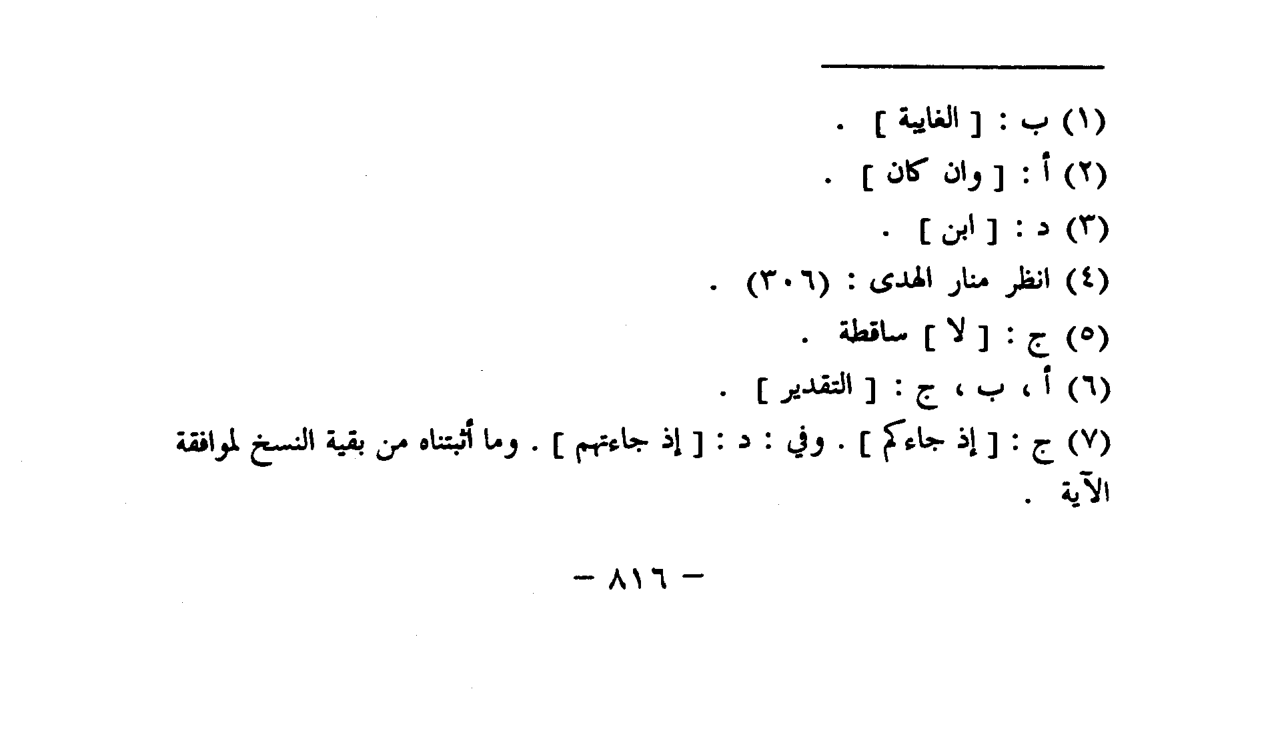 (١) ب : [ الغايبة ] .
(٢) أ : [ وان كان ] .
(٣) د : [ ابن ] .
(٤) انظر منار الهدى : (٣٠٦) .
(٥) ج : [ لا ] ساقطة .
(٦) أ ، ب ، ج : [ التقدير ] .
(٧) ج : [ إذ جاءكم ] . وفي : د : [ إذ جاءتهم ] . وما أثبتناه من بقية النسخ لموافقة
الآية .
– ٨١٦ –